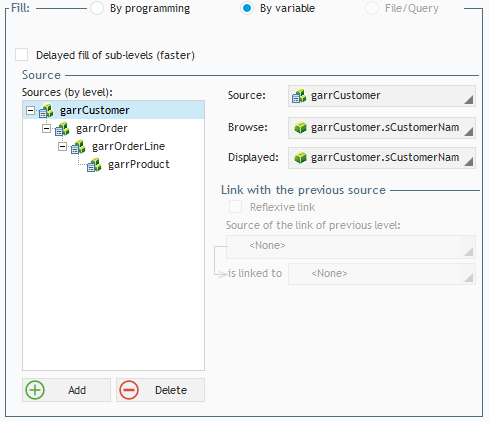 Fill: By programming By variable File/Query
Delayed fill of sub-levels (faster)
Source
Sources (by level):
garrCustomer
garrOrder
garrOrderLine
garrProduct
Add Delete
Source: garrCustomer
Browse: garrCustomer.sCustomerNam
Displayed: garrCustomer.sCustomerNam
Link with the previous source
Reflexive link
Source of the link of previous level:
<None>
is linked to <None>